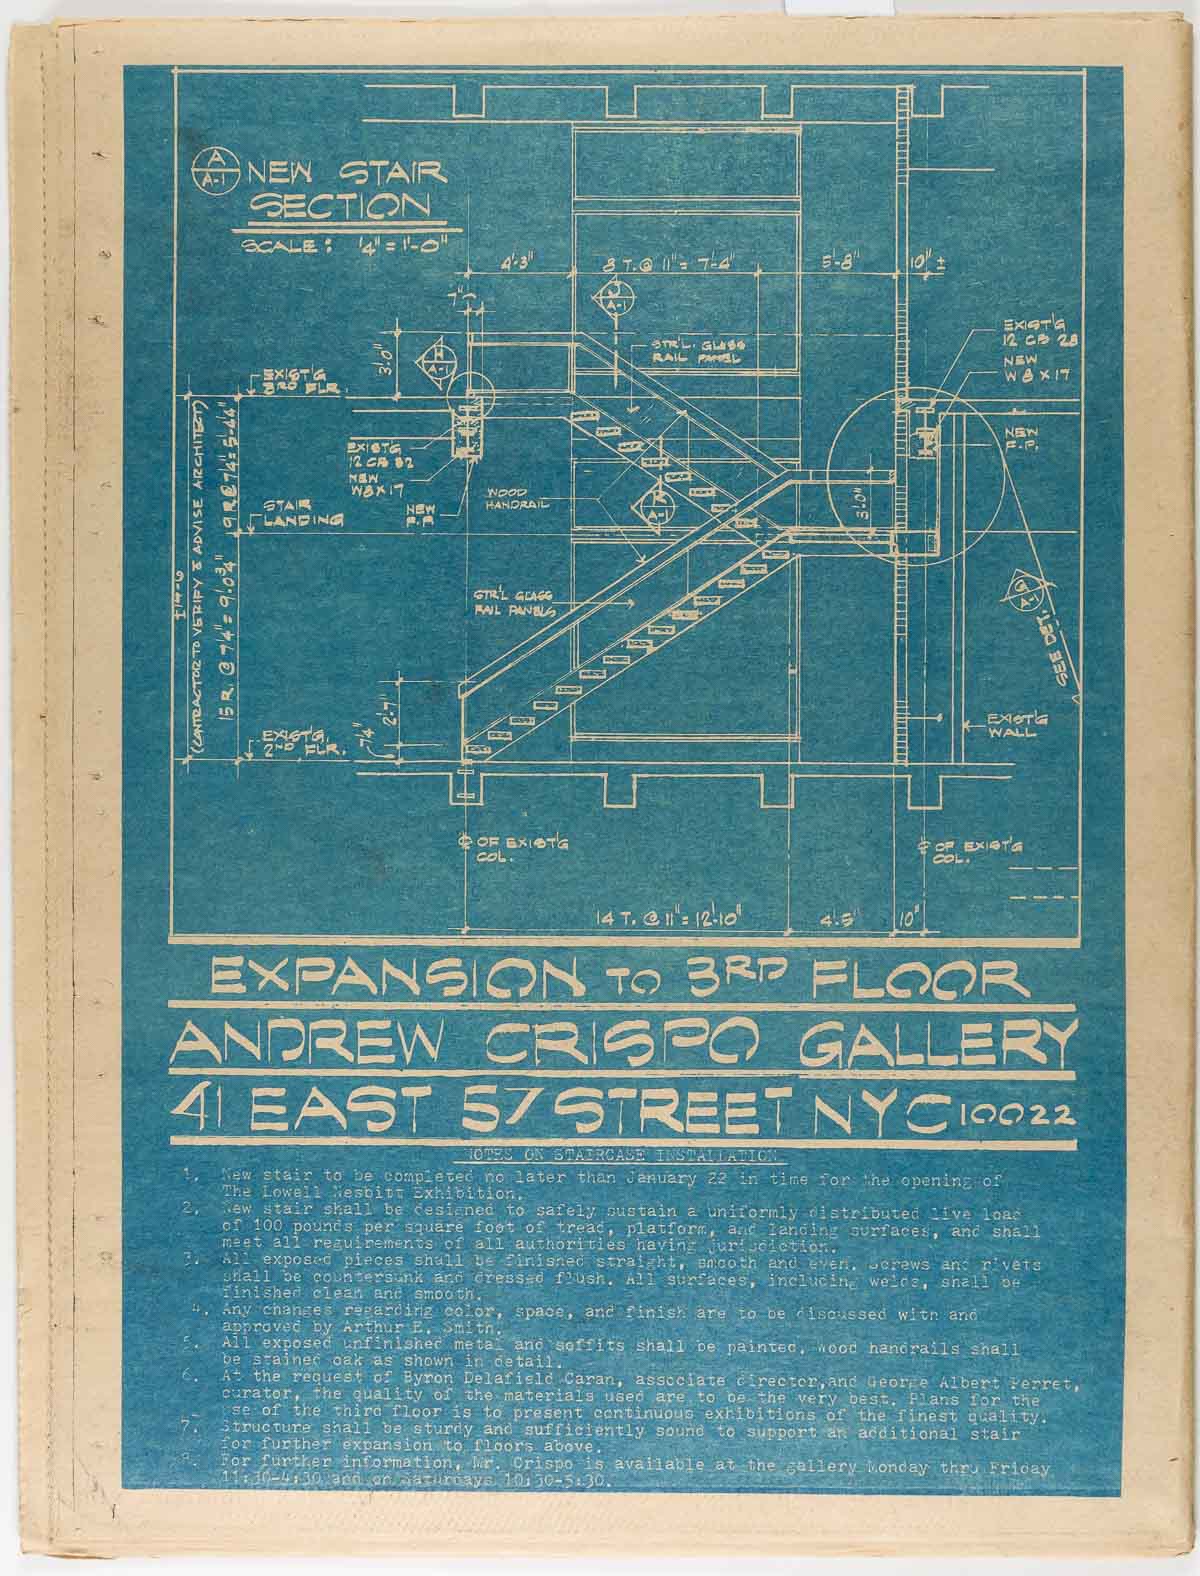 A
A-1
NEW STAIR
SECTION
SCALE: 1/4" = 1'-0"
4'-3"
8 T. @ 11" = 7'-4"
5'-8"
10" ±
7"
J
A-1
3'-0"
H
A-1
STR'L. GLASS
RAIL PANEL
EXIST'G
12 CB 28
NEW
W 8 X 17
EXIST'G
3RD FLR.
EXIST'G
12 CB 32
NEW
W8X17
NEW
F.P.
NEW
F.P.
WOOD
HANDRAIL
STAIR
LANDING
A-1
3'-0"
(CONTRACTOR TO VERIFY & ADVISE ARCHITECT)
9 R @ 7 1/4" = 5'-4 1/4"
15 R. @ 7 1/4" = 9'-0 3/4"
STR'L GLASS
RAIL PANELS
G
A-1
SEE DET.
2'-7"
7 1/4"
EXIST'G
WALL
EXIST'G.
2ND FLR.
℄ OF EXIST'G
COL.
℄ OF EXIST'G
COL.
14 T. @ 11" = 12'-10"
4'-5"
10"
EXPANSION TO 3RD FLOOR
ANDREW CRISPO GALLERY
41 EAST 57 STREET NYC 10022
NOTES ON STAIRCASE INSTALLATION
1. New stair to be completed no later than January 22 in time for the opening of
The Lowell Nesbitt Exhibition.
2. New stair shall be designed to safely sustain a uniformly distributed live load
of 100 pounds per square foot of tread, platform, and landing surfaces, and shall
meet all requirements of all authorities having jurisdiction.
3. All exposed pieces shall be finished straight, smooth and even. Screws and rivets
shall be countersunk and dressed flush. All surfaces, including welds, shall be
finished clean and smooth.
4. Any changes regarding color, space, and finish are to be discussed with and
approved by Arthur E. Smith.
5. All exposed unfinished metal and soffits shall be painted. Wood handrails shall
be stained oak as shown in detail.
6. At the request of Byron Delafield Caran, associate director,and George Albert Perret,
curator, the quality of the materials used are to be the very best. Plans for the
use of the third floor is to present continuous exhibitions of the finest quality.
7. Structure shall be sturdy and sufficiently sound to support an additional stair
for further expansion to floors above.
8. For further information, Mr. Crispo is available at the gallery Monday thru Friday
11:30-4:30 and on Saturdays 10:30-5:30.